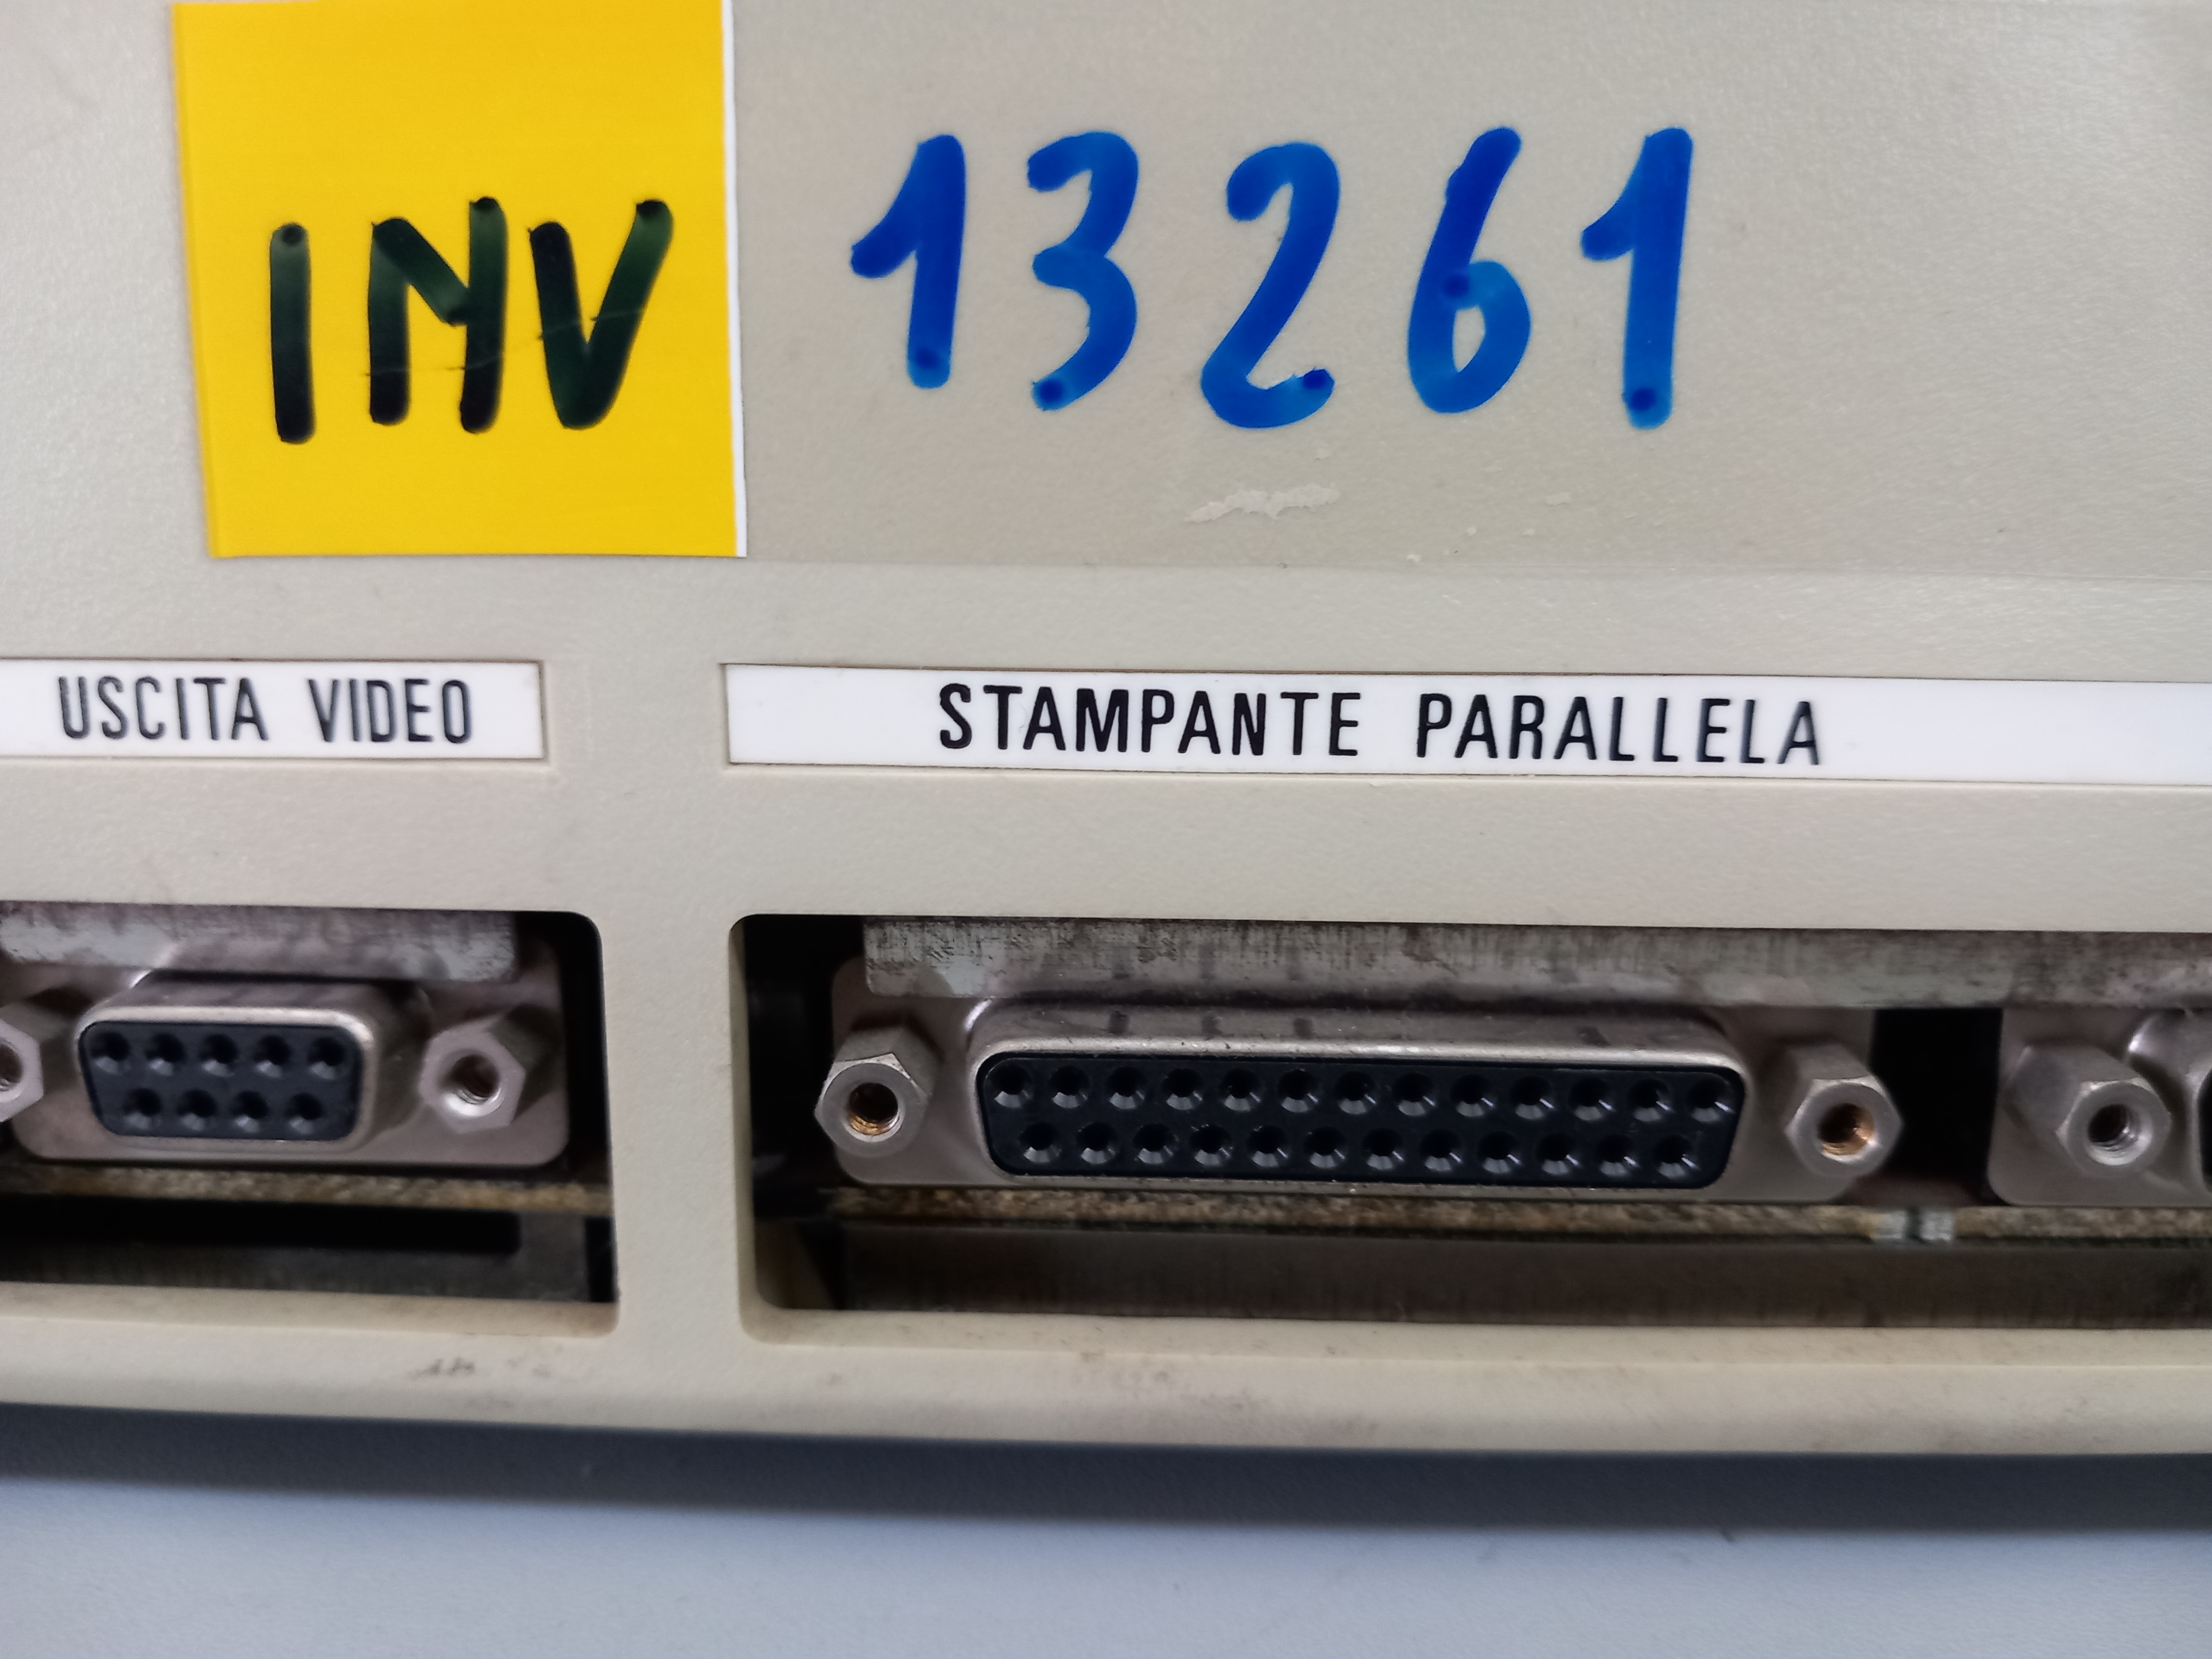 INV 13261
USCITA VIDEO
STAMPANTE PARALLELA